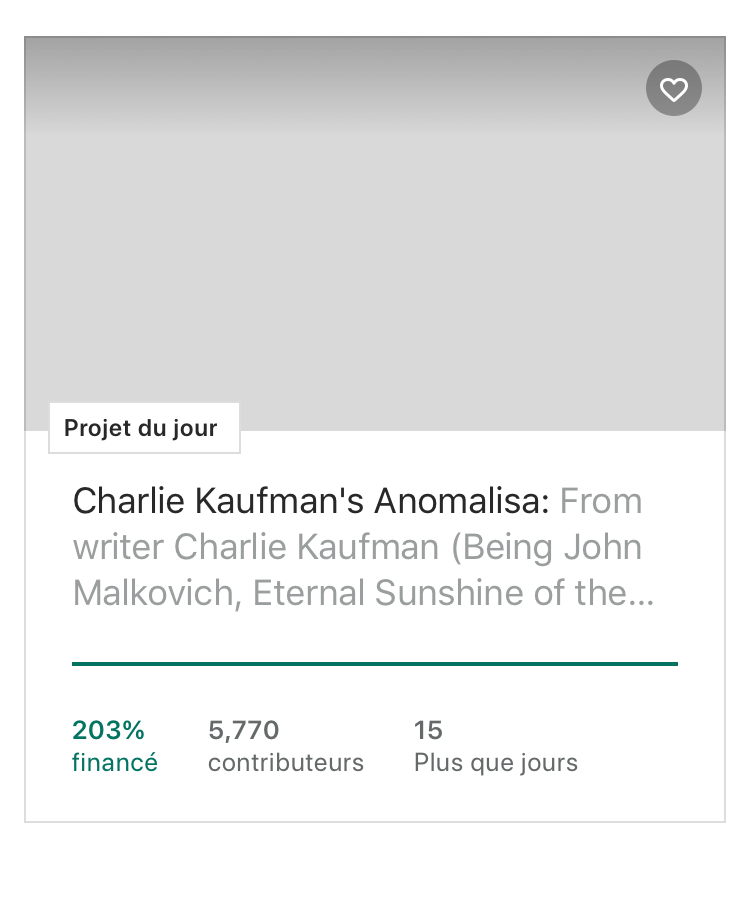 Projet du jour
Charlie Kaufman's Anomalisa: From
writer Charlie Kaufman (Being John
Malkovich, Eternal Sunshine of the...
203% 5,770 15
financé contributeurs Plus que jours